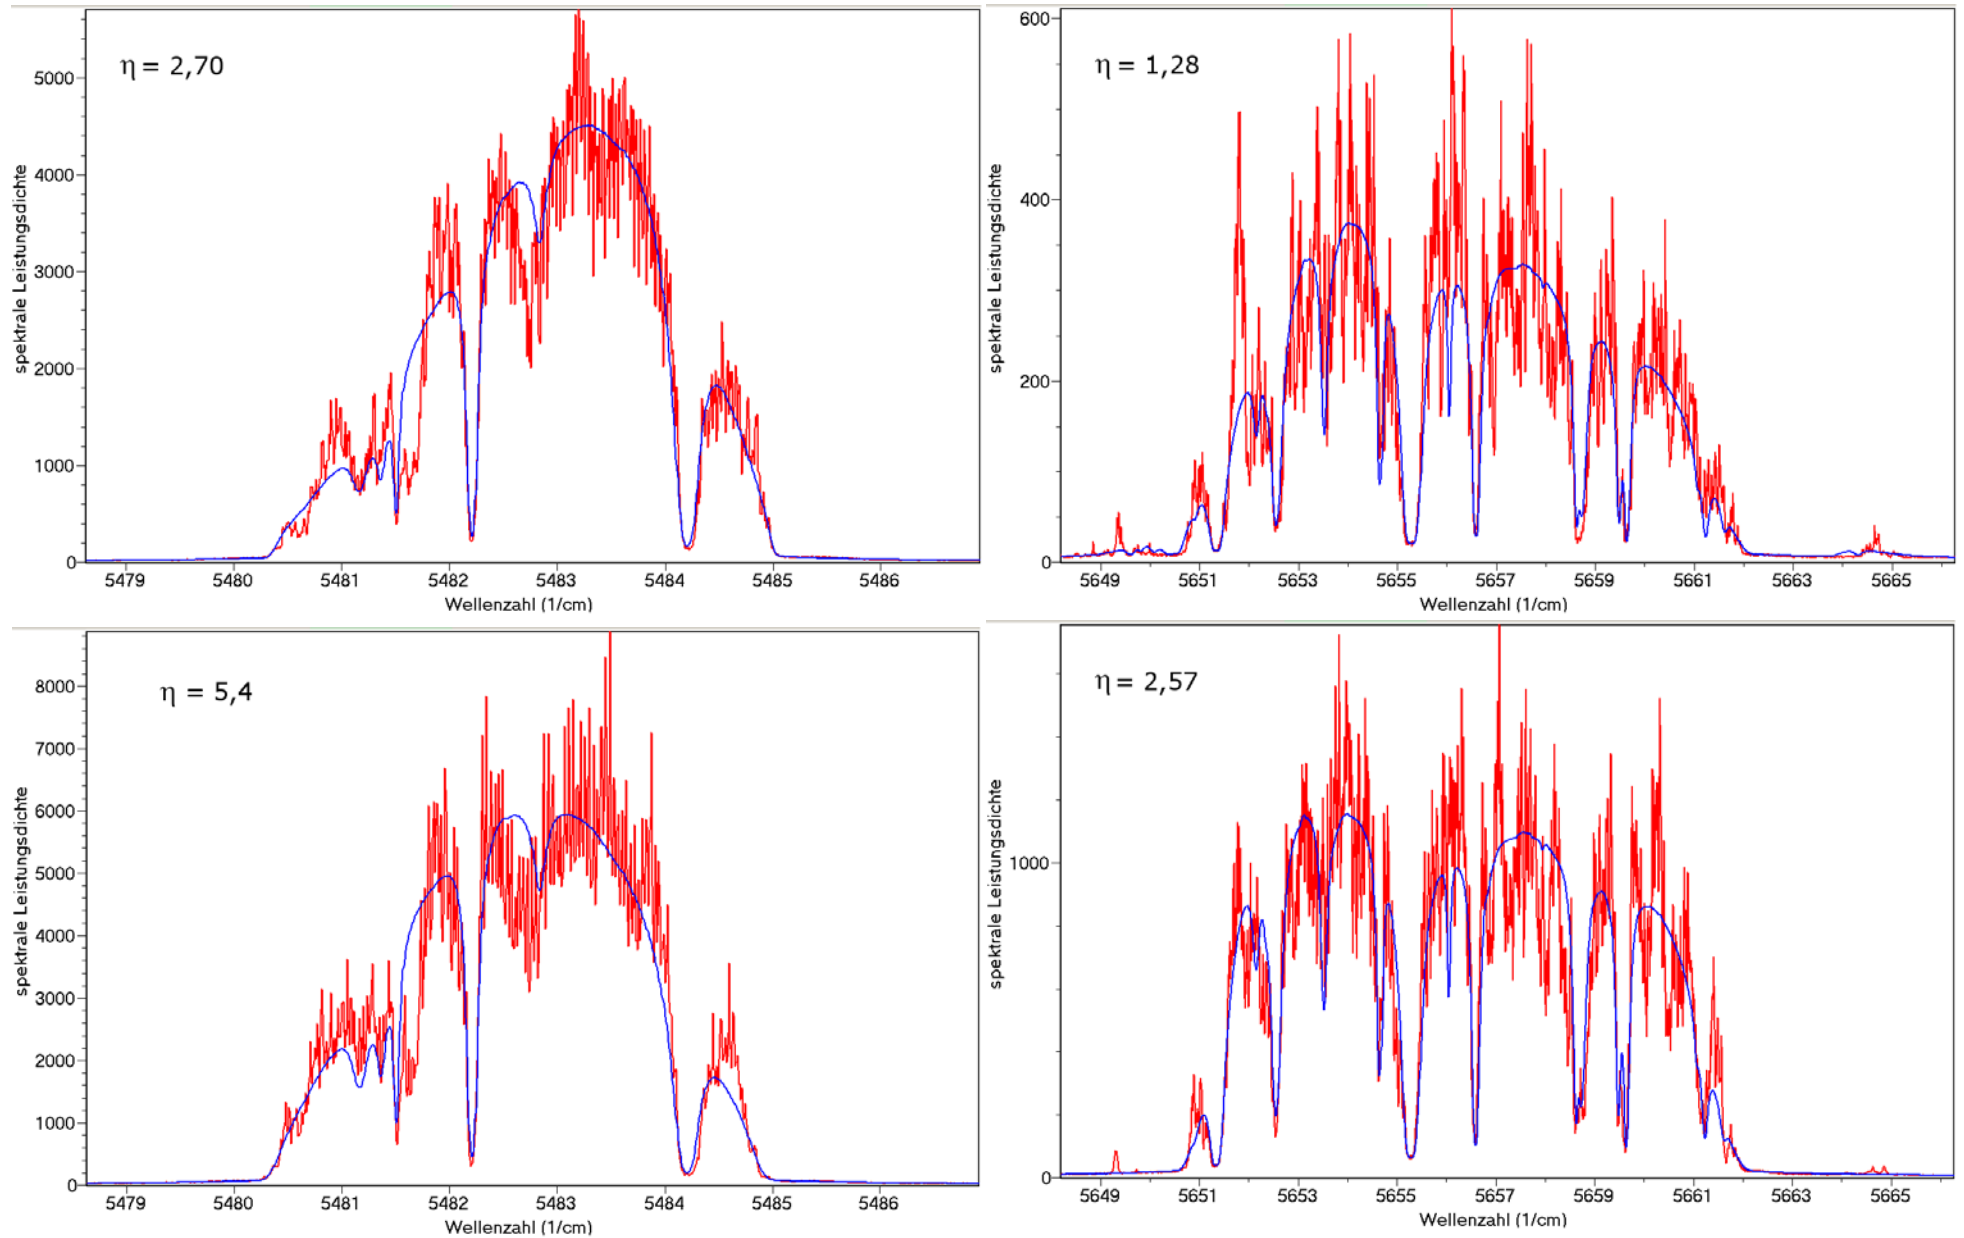 η = 2,70
spektrale Leistungsdichte
5000
4000
3000
2000
1000
0
5479 5480 5481 5482 5483 5484 5485 5486
Wellenzahl (1/cm)
η = 1,28
spektrale Leistungsdichte
600
400
200
0
5649 5651 5653 5655 5657 5659 5661 5663 5665
Wellenzahl (1/cm)
η = 5,4
spektrale Leistungsdichte
8000
7000
6000
5000
4000
3000
2000
1000
0
5479 5480 5481 5482 5483 5484 5485 5486
Wellenzahl (1/cm)
η = 2,57
spektrale Leistungsdichte
1000
0
5649 5651 5653 5655 5657 5659 5661 5663 5665
Wellenzahl (1/cm)